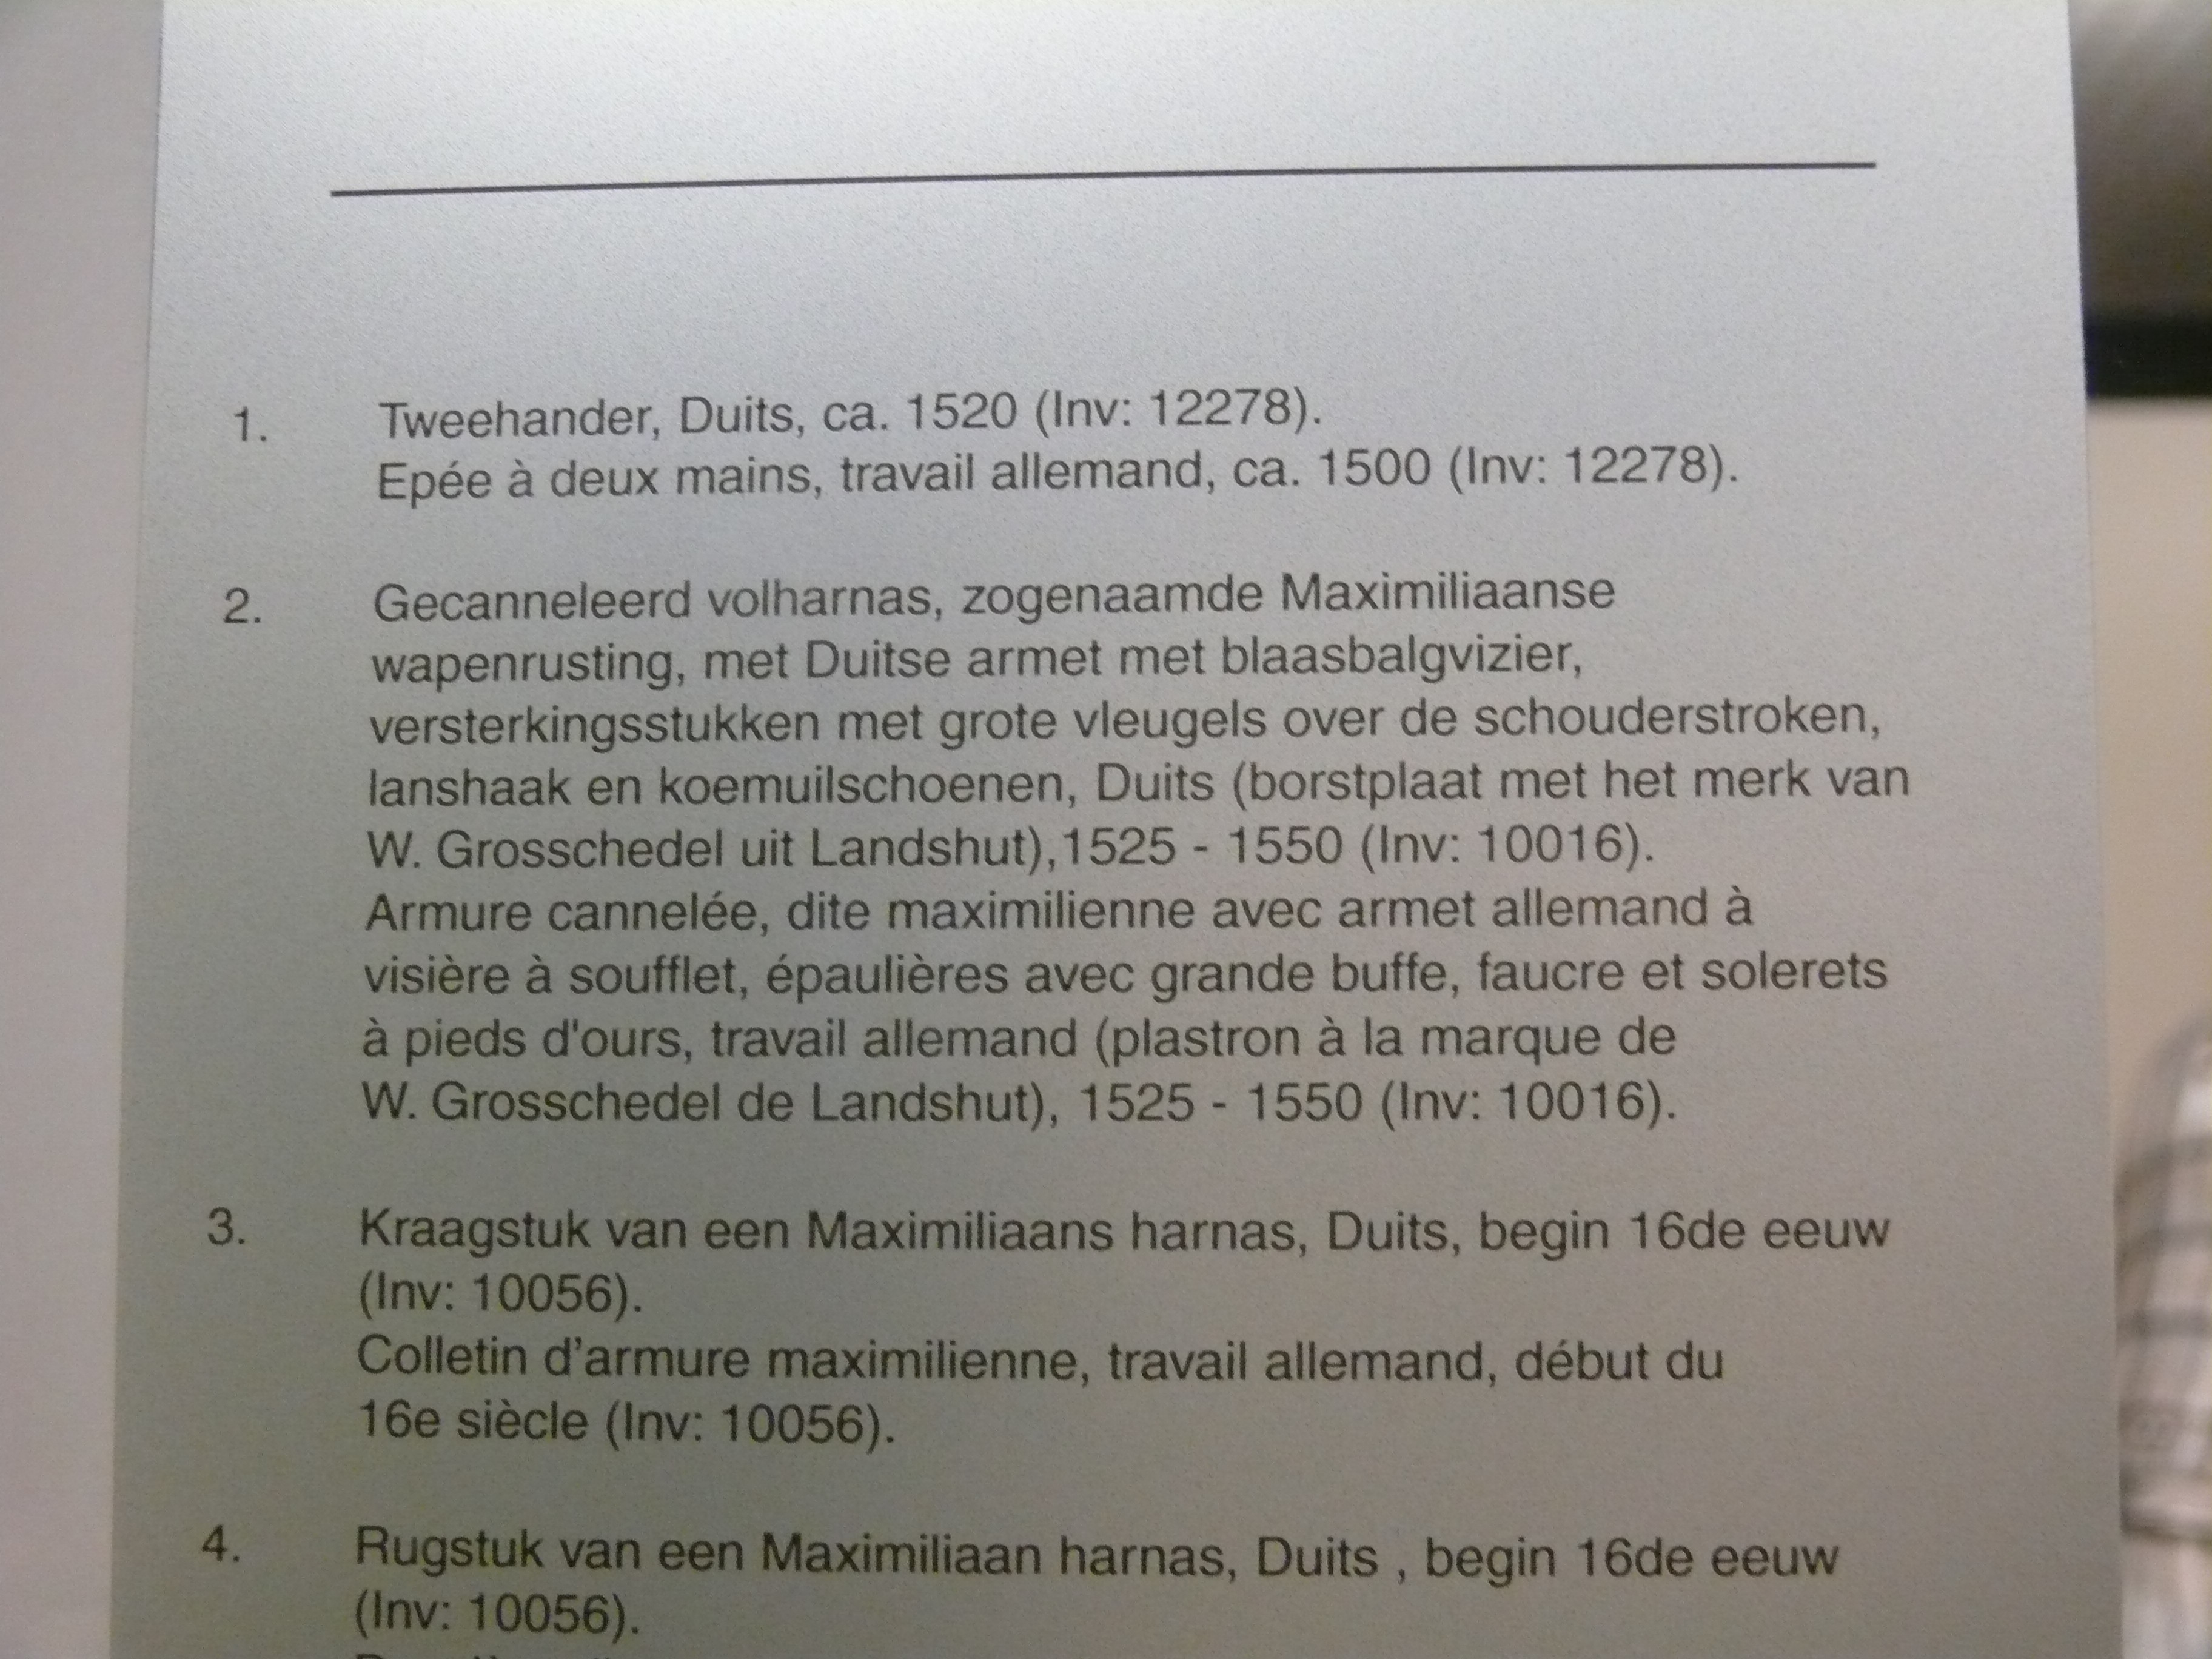 1. Tweehander, Duits, ca. 1520 (Inv: 12278).
Epée à deux mains, travail allemand, ca. 1500 (Inv: 12278).
2. Gecanneleerd volharnas, zogenaamde Maximiliaanse
wapenrusting, met Duitse armet met blaasbalgvizier,
versterkingsstukken met grote vleugels over de schouderstroken,
lanshaak en koemuilschoenen, Duits (borstplaat met het merk van
W. Grosschedel uit Landshut),1525 - 1550 (Inv: 10016).
Armure cannelée, dite maximilienne avec armet allemand à
visière à soufflet, épaulières avec grande buffe, faucre et solerets
à pieds d'ours, travail allemand (plastron à la marque de
W. Grosschedel de Landshut), 1525 - 1550 (Inv: 10016).
3. Kraagstuk van een Maximiliaans harnas, Duits, begin 16de eeuw
(Inv: 10056).
Colletin d’armure maximilienne, travail allemand, début du
16e siècle (Inv: 10056).
4. Rugstuk van een Maximiliaan harnas, Duits , begin 16de eeuw
(Inv: 10056).